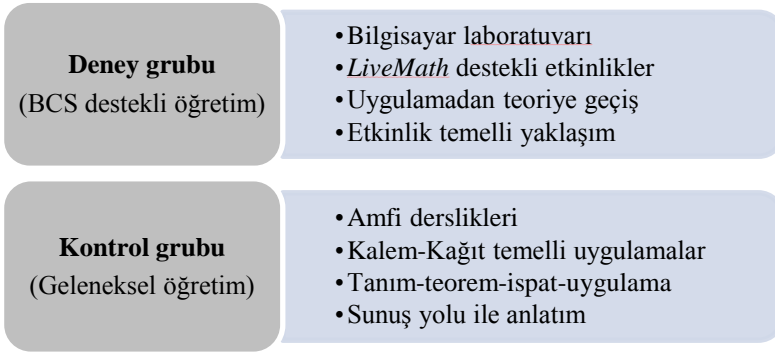 Deney grubu
(BCS destekli öğretim)
•Bilgisayar laboratuvarı
•LiveMath destekli etkinlikler
•Uygulamadan teoriye geçiş
•Etkinlik temelli yaklaşım
Kontrol grubu
(Geleneksel öğretim)
•Amfi derslikleri
•Kalem-Kağıt temelli uygulamalar
•Tanım-teorem-ispat-uygulama
•Sunuş yolu ile anlatım